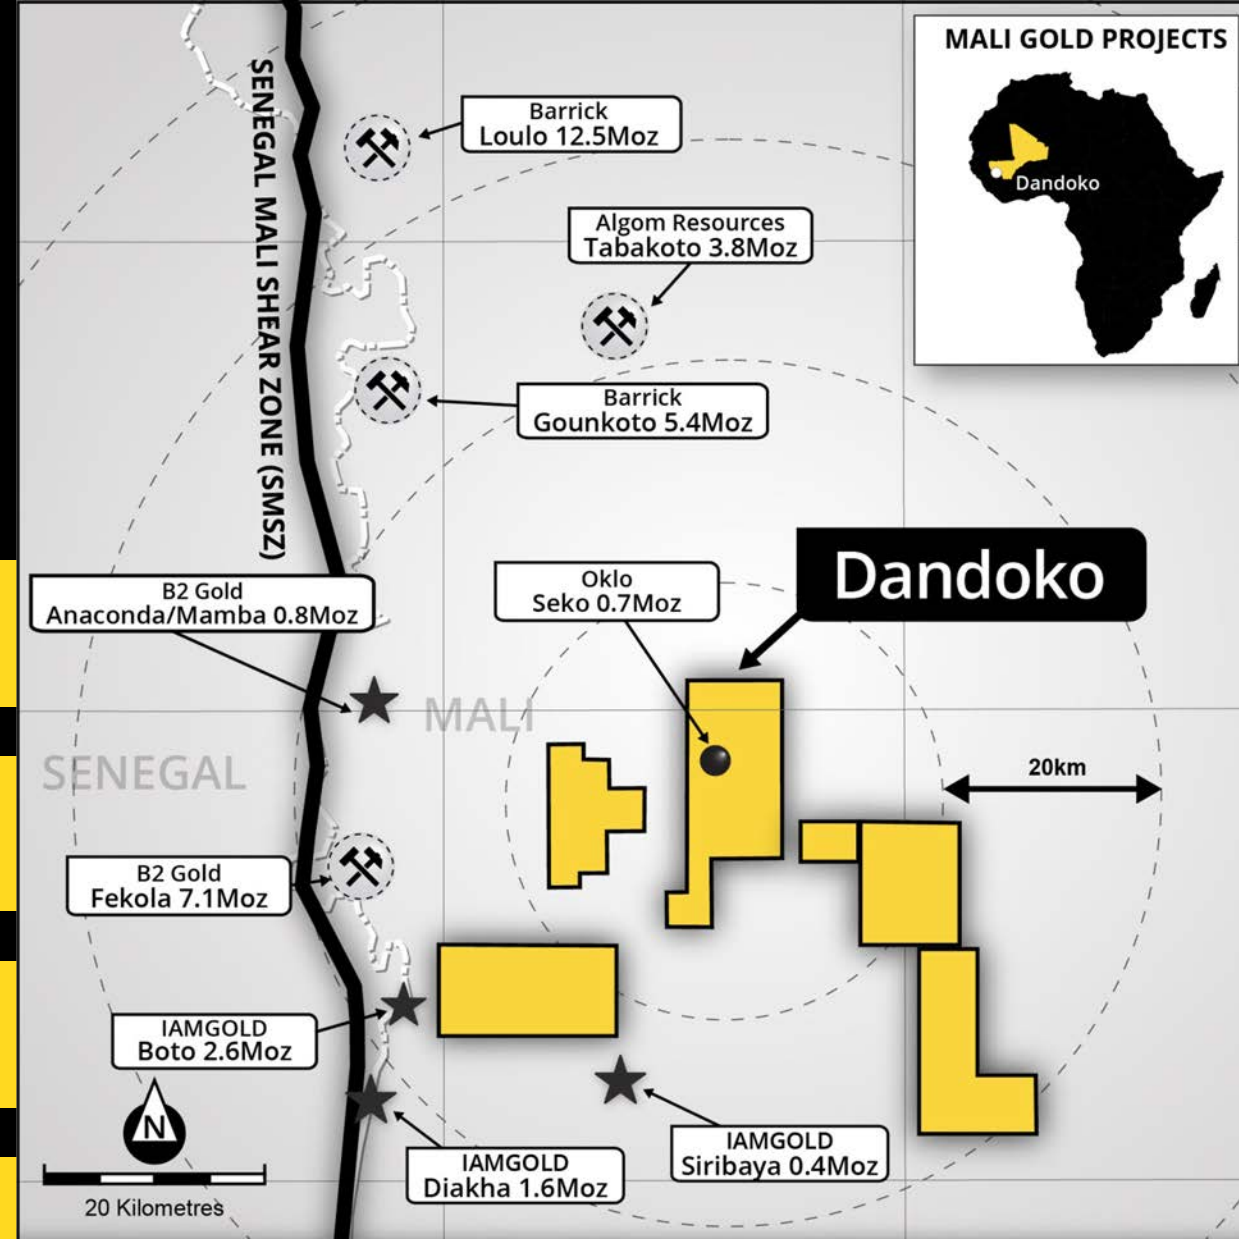 MALI GOLD PROJECTS
Dandoko
SENEGAL MALI SHEAR ZONE (SMSZ)
Barrick
Loulo 12.5Moz
Algom Resources
Tabakoto 3.8Moz
Barrick
Gounkoto 5.4Moz
Dandoko
Oklo
Seko 0.7Moz
B2 Gold
Anaconda/Mamba 0.8Moz
MALI
SENEGAL
20km
B2 Gold
Fekola 7.1Moz
IAMGOLD
Boto 2.6Moz
N
IAMGOLD
Siribaya 0.4Moz
IAMGOLD
Diakha 1.6Moz
20 Kilometres